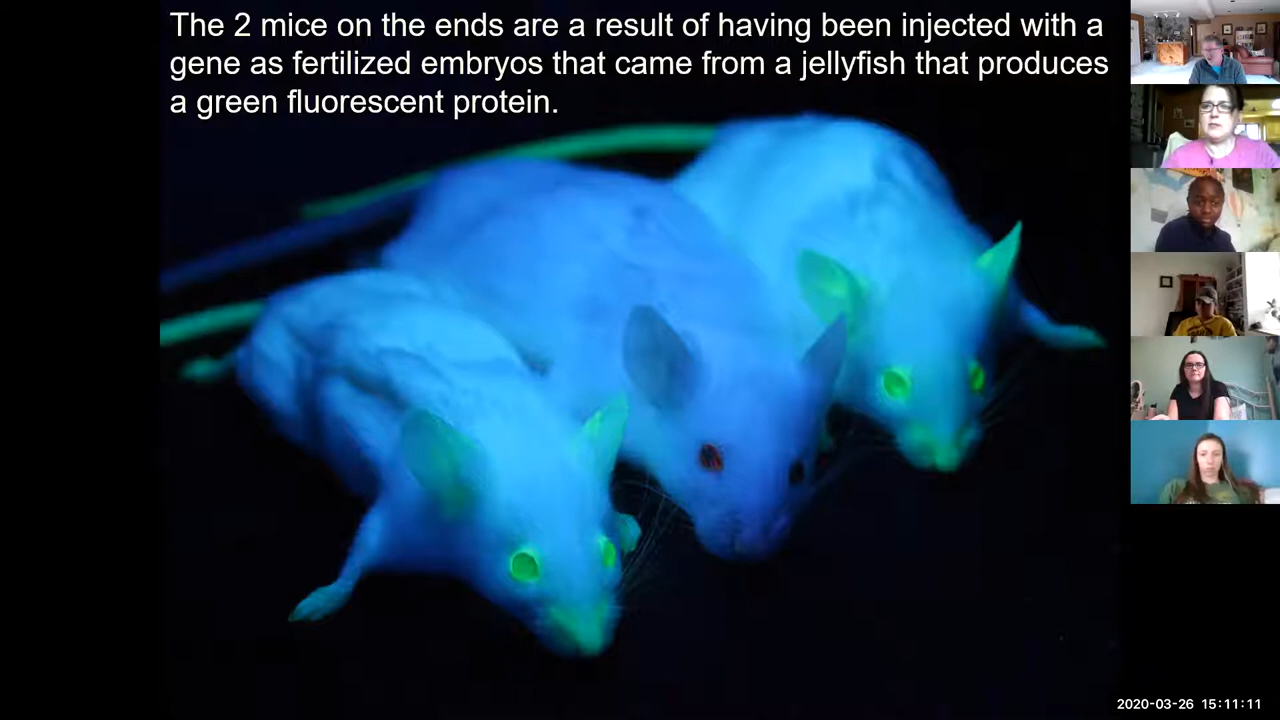 The 2 mice on the ends are a result of having been injected with a
gene as fertilized embryos that came from a jellyfish that produces
a green fluorescent protein.
2020-03-26 15:11:11